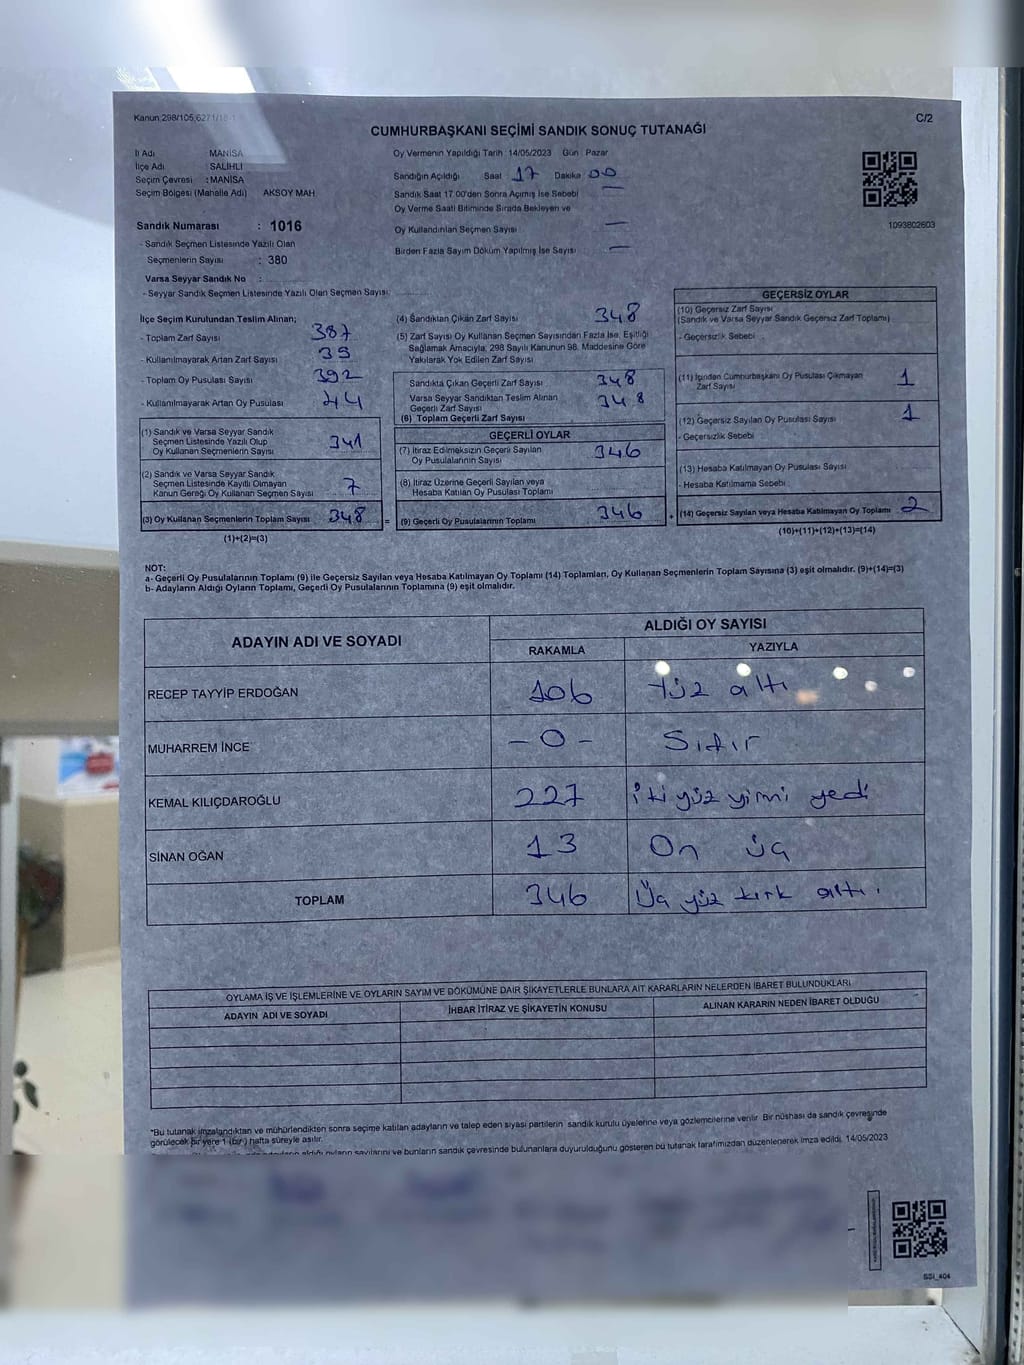 Kanun;298/105,6271/18-1
C/2
CUMHURBAŞKANI SEÇİMİ SANDIK SONUÇ TUTANAĞI
İl Adı : MANİSA
İlçe Adı : SALİHLİ
Seçim Çevresi : MANİSA
Seçim Bölgesi (Mahalle Adı) AKSOY MAH
Sandık Numarası : 1016
- Sandık Seçmen Listesinde Yazılı Olan
Seçmenlerin Sayısı : 380
Varsa Seyyar Sandık No :
- Seyyar Sandık Seçmen Listesinde Yazılı Olan Seçmen Sayısı:
Oy Vermenin Yapıldığı Tarih 14/05/2023 Gün : Pazar
Sandığın Açıldığı Saat 17 Dakika 00
Sandık Saat 17.00'den Sonra Açımış İse Sebebi —
Oy Verme Saati Bitiminde Sırada Bekleyen ve
Oy Kullandırılan Seçmen Sayısı —
Birden Fazla Sayım Döküm Yapılmış İse Sayısı —
1093802603
İlçe Seçim Kurulundan Teslim Alınan;
- Toplam Zarf Sayısı 387
- Kullanılmayarak Artan Zarf Sayısı 39
- Toplam Oy Pusulası Sayısı 392
- Kullanılmayarak Artan Oy Pusulası 44
(1) Sandık ve Varsa Seyyar Sandık
Seçmen Listesinde Yazılı Olup
Oy Kullanan Seçmenlerin Sayısı 341
(2) Sandık ve Varsa Seyyar Sandık
Seçmen Listesinde Kayıtlı Olmayan
Kanun Gereği Oy Kullanan Seçmen Sayısı 7
(3) Oy Kullanan Seçmenlerin Toplam Sayısı 348
(1)+(2)=(3)
=
(4) Sandıktan Çıkan Zarf Sayısı 348
(5) Zarf Sayısı Oy Kullanan Seçmen Sayısından Fazla İse, Eşitliği
Sağlamak Amacıyla, 298 Sayılı Kanunun 98. Maddesine Göre
Yakılarak Yok Edilen Zarf Sayısı
Sandıkta Çıkan Geçerli Zarf Sayısı 348
Varsa Seyyar Sandıktan Teslim Alınan
Geçerli Zarf Sayısı 348
(6) Toplam Geçerli Zarf Sayısı
GEÇERLİ OYLAR
(7) İtiraz Edilmeksizin Geçerli Sayılan
Oy Pusulalarının Sayısı 346
(8) İtiraz Üzerine Geçerli Sayılan veya
Hesaba Katılan Oy Pusulası Toplamı
(9) Geçerli Oy Pusulalarının Toplamı 346
+
GEÇERSİZ OYLAR
(10) Geçersiz Zarf Sayısı
(Sandık ve Varsa Seyyar Sandık Geçersiz Zarf Toplamı)
- Geçersizlik Sebebi
(11) İçinden Cumhurbaşkanı Oy Pusulası Çıkmayan
Zarf Sayısı 1
(12) Geçersiz Sayılan Oy Pusulası Sayısı 1
- Geçersizlik Sebebi
(13) Hesaba Katılmayan Oy Pusulası Sayısı
- Hesaba Katılmama Sebebi
(14) Geçersiz Sayılan veya Hesaba Katılmayan Oy Toplamı 2
(10)+(11)+(12)+(13)=(14)
NOT:
a- Geçerli Oy Pusulalarının Toplamı (9) ile Geçersiz Sayılan veya Hesaba Katılmayan Oy Toplamı (14) Toplamları, Oy Kullanan Seçmenlerin Toplam Sayısına (3) eşit olmalıdır. (9)+(14)=(3)
b- Adayların Aldığı Oyların Toplamı, Geçerli Oy Pusulalarının Toplamına (9) eşit olmalıdır.
ADAYIN ADI VE SOYADI
ALDIĞI OY SAYISI
RAKAMLA YAZIYLA
RECEP TAYYİP ERDOĞAN 106 Yüz altı
MUHARREM İNCE - 0 - Sıfır
KEMAL KILIÇDAROĞLU 227 İki yüz yirmi yedi
SİNAN OĞAN 13 On üç
TOPLAM 346 Üç yüz kırk altı.
OYLAMA İŞ VE İŞLEMLERİNE VE OYLARIN SAYIM VE DÖKÜMÜNE DAİR ŞİKAYETLERLE BUNLARA AİT KARARLARIN NELERDEN İBARET BULUNDUKLARI
ADAYIN ADI VE SOYADI İHBAR İTİRAZ VE ŞİKAYETİN KONUSU ALINAN KARARIN NEDEN İBARET OLDUĞU
*Bu tutanak imzalandıktan ve mühürlendikten sonra seçime katılan adayların ve talep eden siyasi partilerin sandık kurulu üyelerine veya gözlemcilerine verilir. Bir nüshası da sandık çevresinde
görülecek bir yere 1 (bir) hafta süreyle asılır.
aldığı oyların sayılarını ve bunların sandık çevresinde bulunanlara duyurulduğunu gösteren bu tutanak tarafımızdan düzenlenerek imza edildi. 14/05/2023
SSI_404